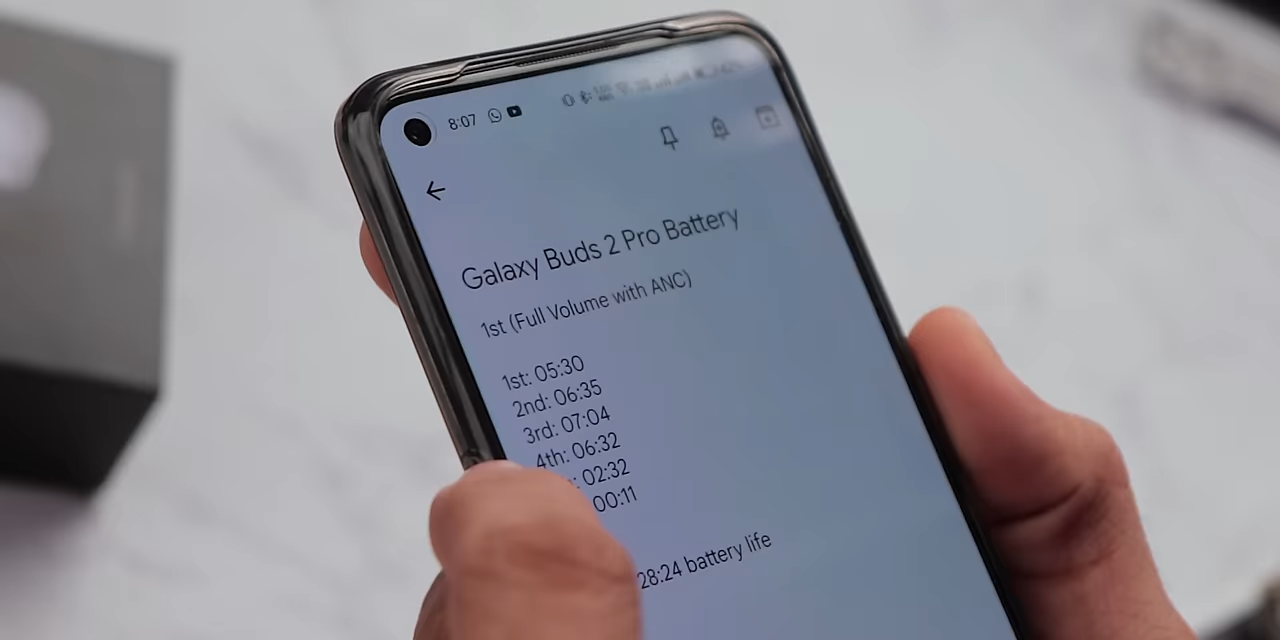 8:07
Galaxy Buds 2 Pro Battery
1st (Full Volume with ANC)
1st: 05:30
2nd: 06:35
3rd: 07:04
4th: 06:32
: 02:32
00:11
28:24 battery life